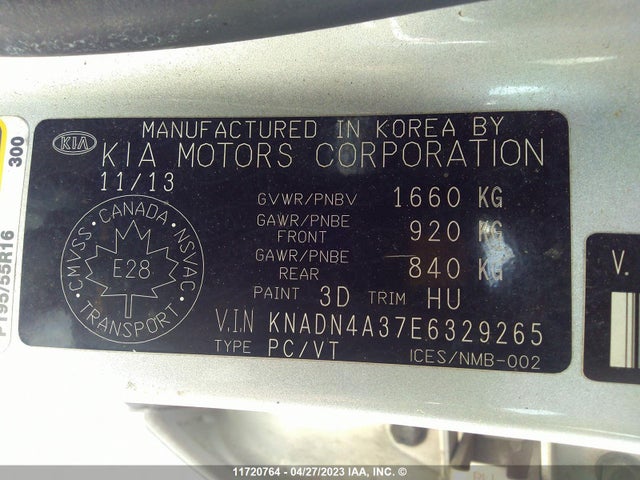 MANUFACTURED IN KOREA BY
KIA
KIA MOTORS CORPORATION
11/13
GVWR/PNBV 1660 KG
GAWR/PNBE FRONT 920 KG
GAWR/PNBE REAR 840 KG
PAINT 3D TRIM HU
V.I.N KNADN4A37E6329265
TYPE PC/VT ICES/NMB-002
CANADA
CMVSS NSVAC
E28
TRANSPORT
300
P195/55R16
V.
11720764 - 04/27/2023 IAA, Inc. ©